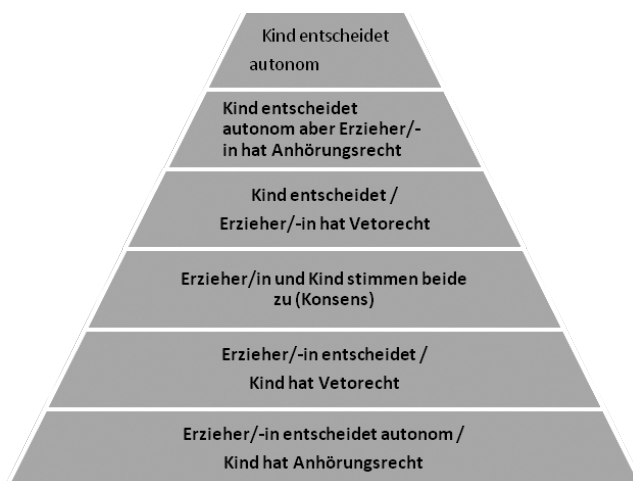 Kind entscheidet
autonom
Kind entscheidet
autonom aber Erzieher/-
in hat Anhörungsrecht
Kind entscheidet /
Erzieher/-in hat Vetorecht
Erzieher/in und Kind stimmen beide
zu (Konsens)
Erzieher/-in entscheidet /
Kind hat Vetorecht
Erzieher/-in entscheidet autonom /
Kind hat Anhörungsrecht